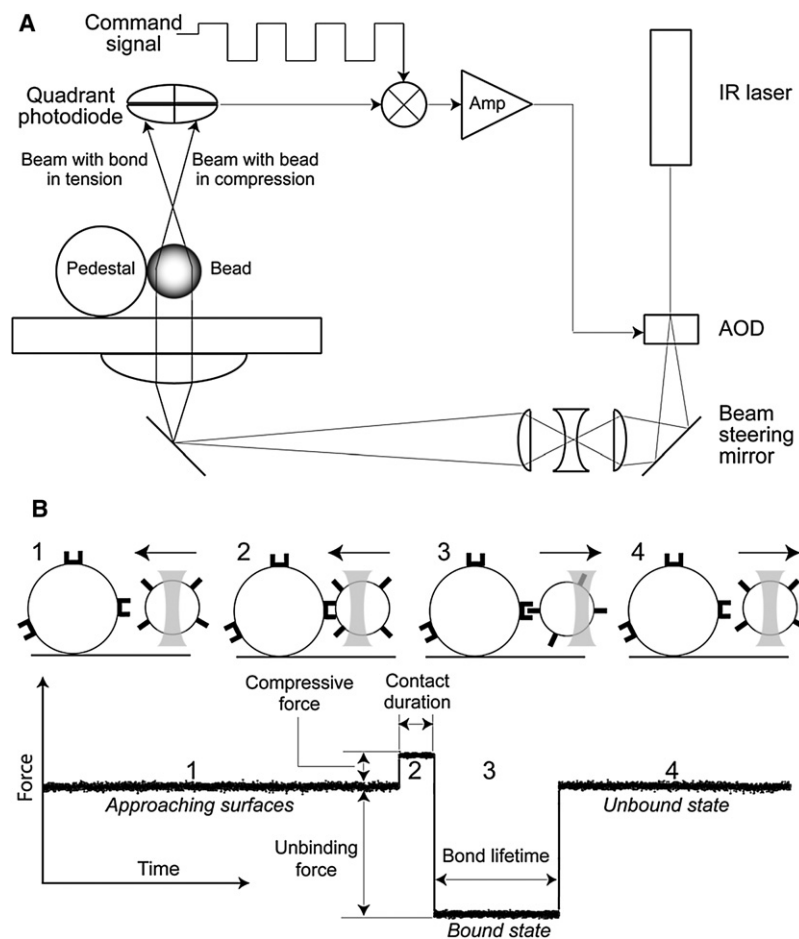 A
Command
signal
Quadrant
photodiode
Amp
IR laser
Beam with bond
in tension
Beam with bead
in compression
Pedestal
Bead
AOD
Beam
steering
mirror
B
1
2
3
4
Compressive
force
Contact
duration
Force
1
2
3
4
Approaching surfaces
Unbound state
Unbinding
force
Bond lifetime
Time
Bound state